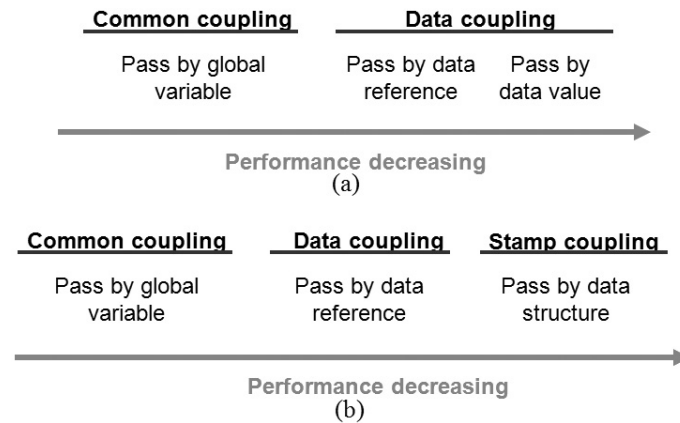 Common coupling Data coupling
Pass by global Pass by data Pass by
variable reference data value
Performance decreasing
(a)
Common coupling Data coupling Stamp coupling
Pass by global Pass by data Pass by data
variable reference structure
Performance decreasing
(b)